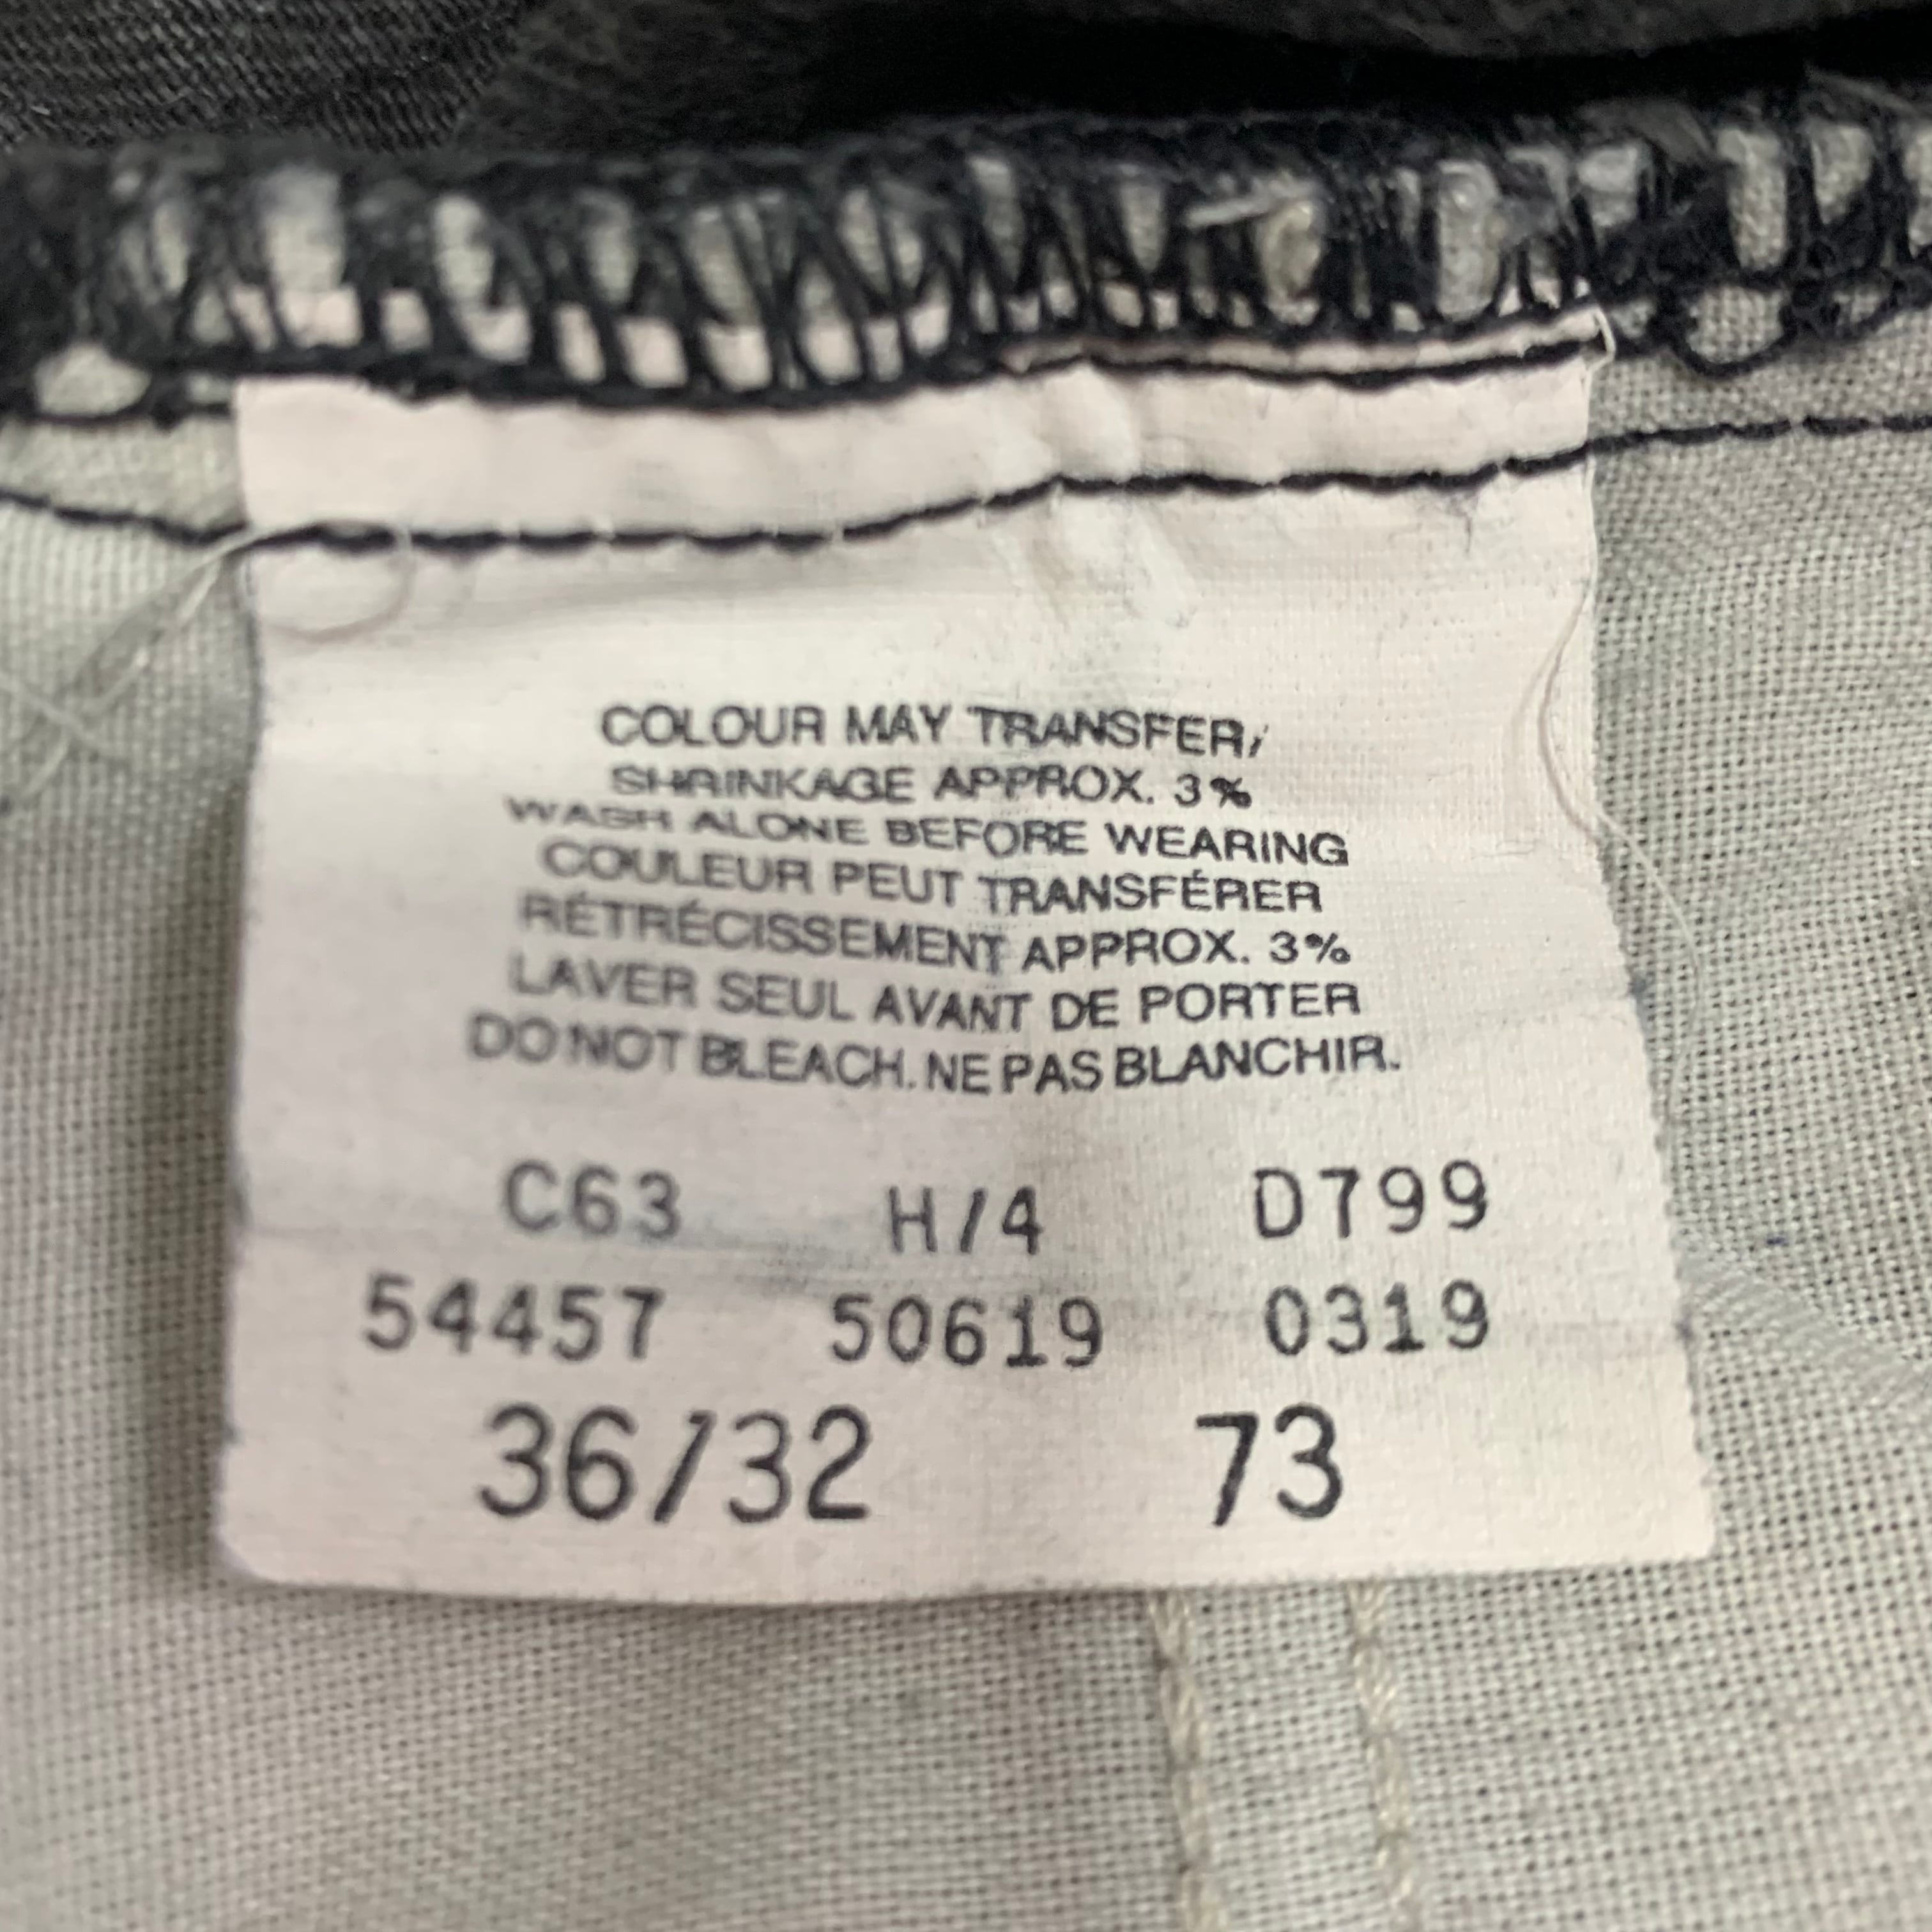 COLOUR MAY TRANSFER,
SHRINKAGE APPROX. 3%
WASH ALONE BEFORE WEARING
COULEUR PEUT TRANSFÉRER
RÉTRÉCISSEMENT APPROX. 3%
LAVER SEUL AVANT DE PORTER
DO NOT BLEACH. NE PAS BLANCHIR.
C63 H/4 D799
54457 50619 0319
36/32 73